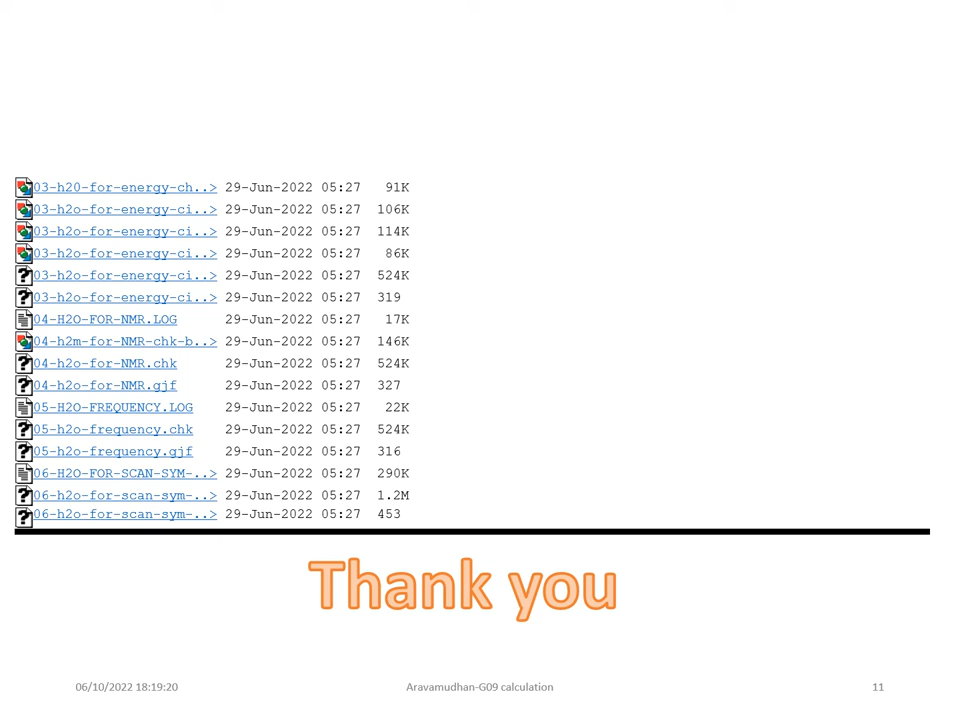 03-h20-for-energy-ch..> 29-Jun-2022 05:27 91K
03-h2o-for-energy-ci..> 29-Jun-2022 05:27 106K
03-h2o-for-energy-ci..> 29-Jun-2022 05:27 114K
03-h2o-for-energy-ci..> 29-Jun-2022 05:27 86K
03-h2o-for-energy-ci..> 29-Jun-2022 05:27 524K
03-h2o-for-energy-ci..> 29-Jun-2022 05:27 319
04-H2O-FOR-NMR.LOG 29-Jun-2022 05:27 17K
04-h2m-for-NMR-chk-b..> 29-Jun-2022 05:27 146K
04-h2o-for-NMR.chk 29-Jun-2022 05:27 524K
04-h2o-for-NMR.gjf 29-Jun-2022 05:27 327
05-H2O-FREQUENCY.LOG 29-Jun-2022 05:27 22K
05-h2o-frequency.chk 29-Jun-2022 05:27 524K
05-h2o-frequency.gjf 29-Jun-2022 05:27 316
06-H2O-FOR-SCAN-SYM-..> 29-Jun-2022 05:27 290K
06-h2o-for-scan-sym-..> 29-Jun-2022 05:27 1.2M
06-h2o-for-scan-sym-..> 29-Jun-2022 05:27 453
Thank you
06/10/2022 18:19:20 Aravamudhan-G09 calculation 11